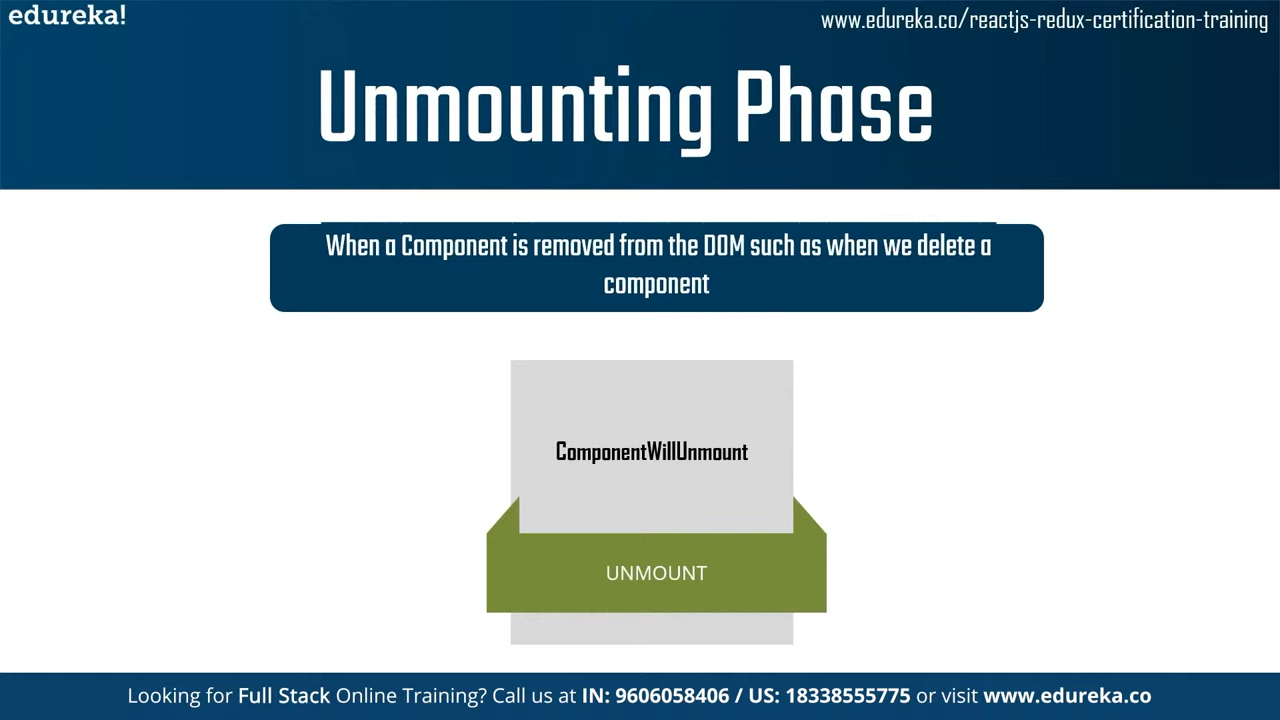 edureka!
www.edureka.co/reactjs-redux-certification-training
Unmounting Phase
When a Component is removed from the DOM such as when we delete a
component
ComponentWillUnmount
UNMOUNT
Looking for Full Stack Online Training? Call us at IN: 9606058406 / US: 18338555775 or visit www.edureka.co